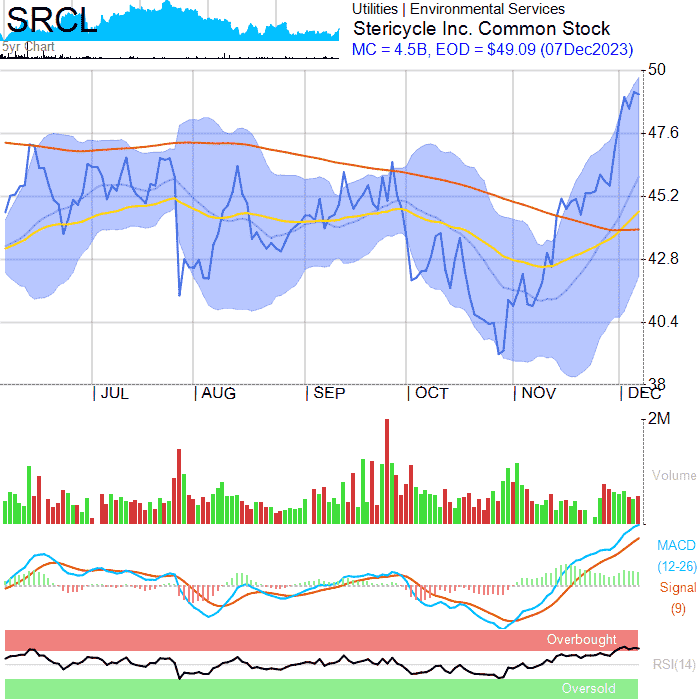 SRCL
5yr Chart
Utilities | Environmental Services
Stericycle Inc. Common Stock
MC = 4.5B, EOD = $49.09 (07Dec2023)
50
47.6
45.2
42.8
40.4
38
JUL AUG SEP OCT NOV DEC
2M
Volume
MACD
(12-26)
Signal
(9)
Overbought
RSI(14)
Oversold